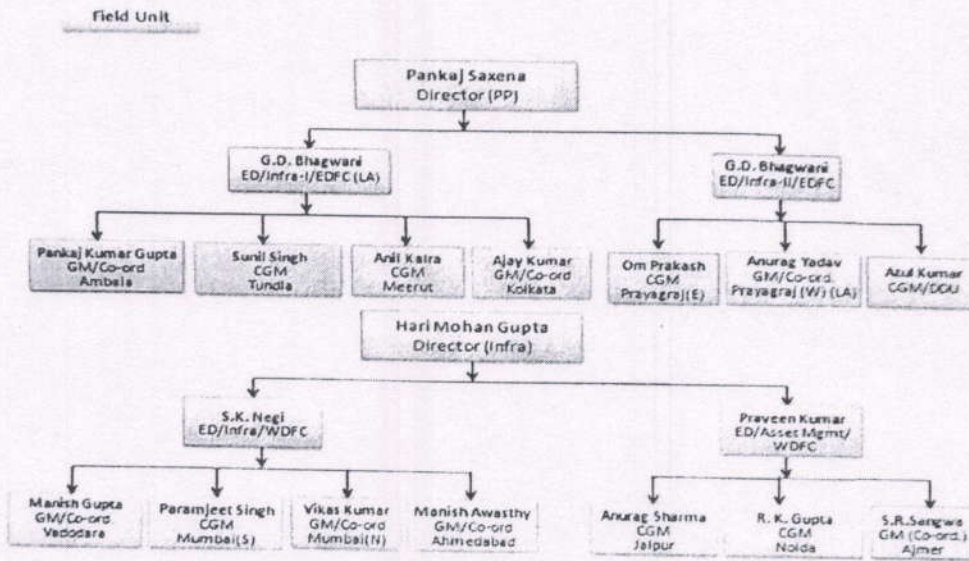 Field Unit
Pankaj Saxena
Director (PP)
G.D. Bhagwani
ED/Infra-I/EDFC (LA)
G.D. Bhagwani
ED/Infra-II/EDFC
Pankaj Kumar Gupta
GM/Co-ord
Ambala
Sunil Singh
CGM
Tundla
Anil Kalra
CGM
Meerut
Ajay Kumar
GM/Co-ord
Kolkata
Om Prakash
CGM
Prayagraj(E)
Anurag Yadav
GM/Co-ord.
Prayagraj (W) (LA)
Azul Kumar
CGM/DDU
Hari Mohan Gupta
Director (Infra)
S.K. Negi
ED/Infra/WDFC
Praveen Kumar
ED/Asset Mgmt/
WDFC
Manish Gupta
GM/Co-ord.
Vadodara
Paramjeet Singh
CGM
Mumbai(S)
Vikas Kumar
GM/Co-ord
Mumbai(N)
Manish Awasthy
GM/Co-ord
Ahmedabad
Anurag Sharma
CGM
Jaipur
R. K. Gupta
CGM
Noida
S.R.Sangwa
GM (Co-ord.)
Ajmer